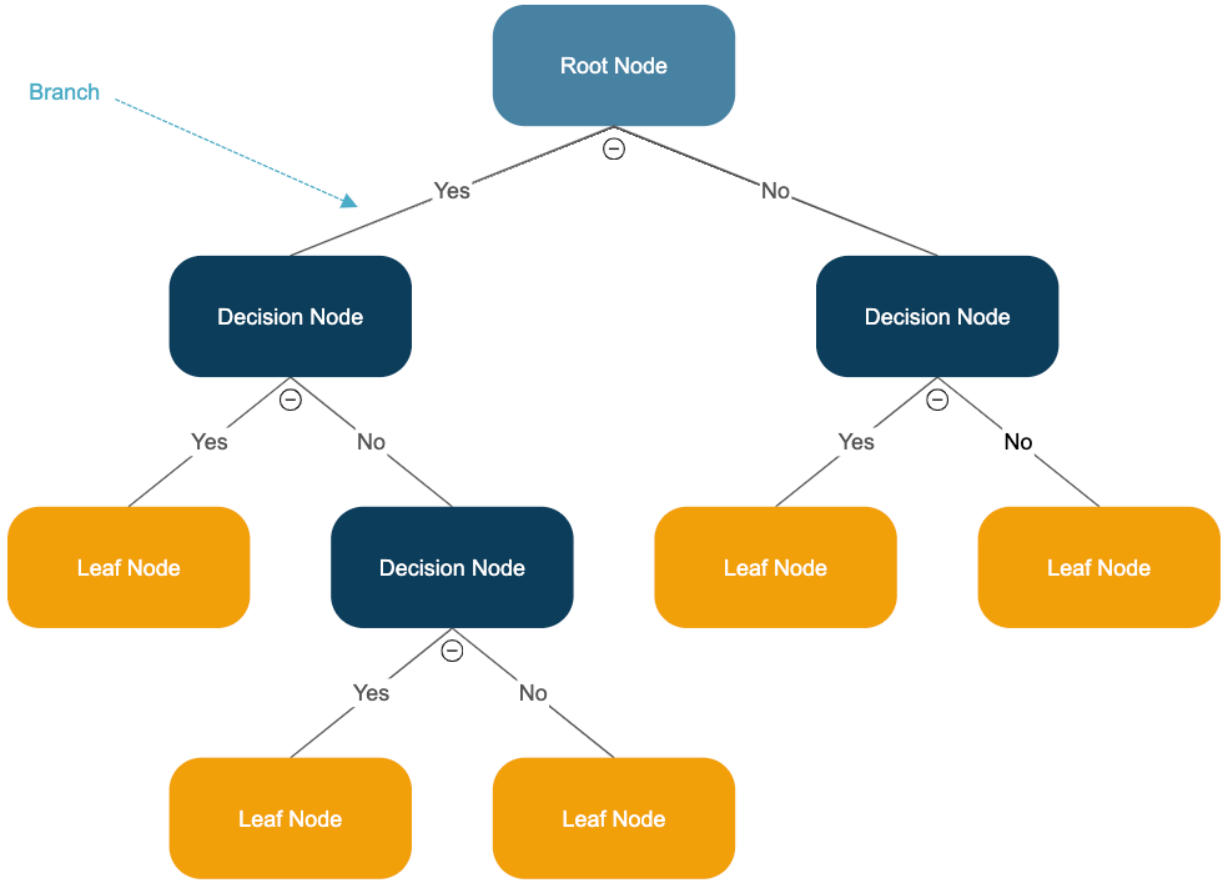 Root Node
Branch
Yes
No
Decision Node
Decision Node
Yes
No
Yes
No
Leaf Node
Decision Node
Leaf Node
Leaf Node
Yes
No
Leaf Node
Leaf Node